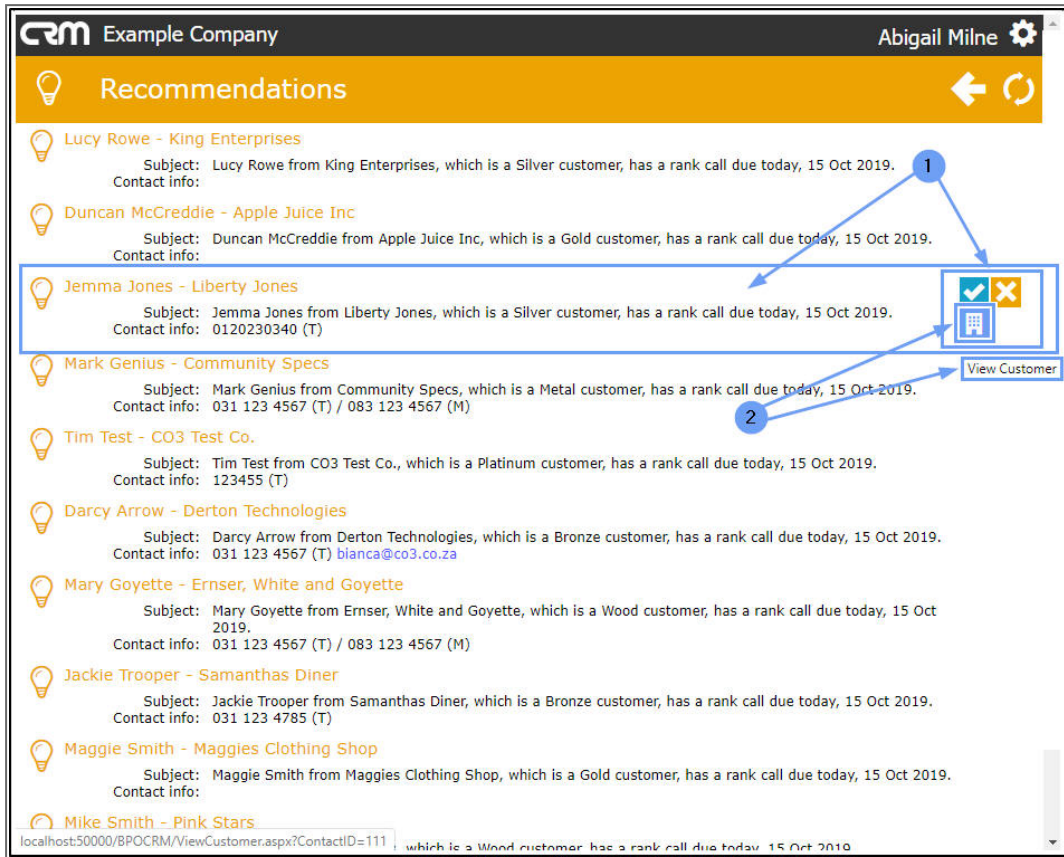 CRM Example Company
Abigail Milne
Recommendations
Lucy Rowe - King Enterprises
Subject: Lucy Rowe from King Enterprises, which is a Silver customer, has a rank call due today, 15 Oct 2019.
1
Contact info:
Duncan McCreddie - Apple Juice Inc
Subject: Duncan McCreddie from Apple Juice Inc, which is a Gold customer, has a rank call due today, 15 Oct 2019.
Contact info:
Jemma Jones - Liberty Jones
Subject: Jemma Jones from Liberty Jones, which is a Silver customer, has a rank call due today, 15 Oct 2019.
Contact info: 0120230340 (T)
Mark Genius - Community Specs
View Customer
Subject: Mark Genius from Community Specs, which is a Metal customer, has a rank call due today, 15 Oct 2019.
Contact info: 031 123 4567 (T) / 083 123 4567 (M)
2
Tim Test - CO3 Test Co.
Subject: Tim Test from CO3 Test Co., which is a Platinum customer, has a rank call due today, 15 Oct 2019.
Contact info: 123455 (T)
Darcy Arrow - Derton Technologies
Subject: Darcy Arrow from Derton Technologies, which is a Bronze customer, has a rank call due today, 15 Oct 2019.
Contact info: 031 123 4567 (T) bianca@co3.co.za
Mary Goyette - Ernser, White and Goyette
Subject: Mary Goyette from Ernser, White and Goyette, which is a Wood customer, has a rank call due today, 15 Oct
2019.
Contact info: 031 123 4567 (T) / 083 123 4567 (M)
Jackie Trooper - Samanthas Diner
Subject: Jackie Trooper from Samanthas Diner, which is a Bronze customer, has a rank call due today, 15 Oct 2019.
Contact info: 031 123 4785 (T)
Maggie Smith - Maggies Clothing Shop
Subject: Maggie Smith from Maggies Clothing Shop, which is a Gold customer, has a rank call due today, 15 Oct 2019.
Contact info:
Mike Smith - Pink Stars
localhost:50000/BPOCRM/ViewCustomer.aspx?ContactID=111
which is a Wood customer, has a rank call due today, 15 Oct 2019.